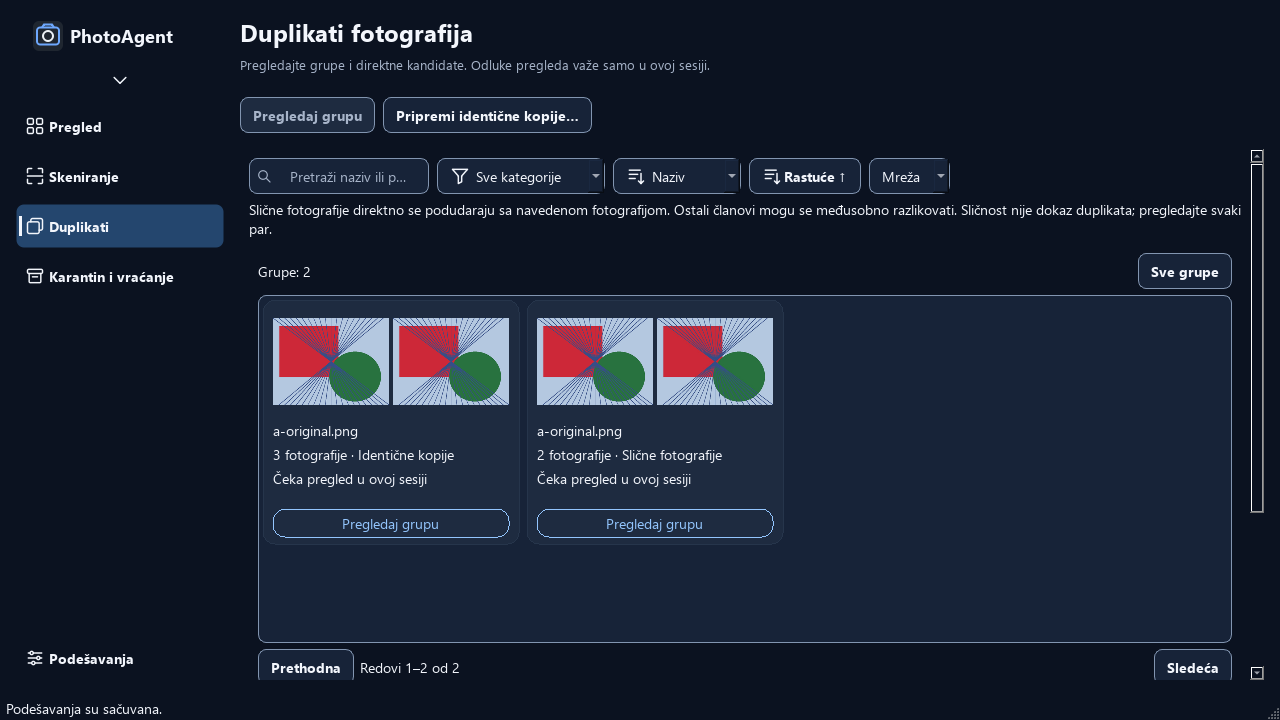 PhotoAgent
Pregled
Skeniranje
Duplikati
Karantin i vraćanje
Podešavanja
Duplikati fotografija
Pregledajte grupe i direktne kandidate. Odluke pregleda važe samo u ovoj sesiji.
Pregledaj grupu
Pripremi identične kopije...
Pretraži naziv ili p...
Sve kategorije
Naziv
Rastuće ↑
Mreža
Slične fotografije direktno se podudaraju sa navedenom fotografijom. Ostali članovi mogu se međusobno razlikovati. Sličnost nije dokaz duplikata; pregledajte svaki
par.
Grupe: 2
Sve grupe
a-original.png
3 fotografije · Identične kopije
Čeka pregled u ovoj sesiji
Pregledaj grupu
a-original.png
2 fotografije · Slične fotografije
Čeka pregled u ovoj sesiji
Pregledaj grupu
Prethodna
Redovi 1–2 od 2
Sledeća
Podešavanja su sačuvana.